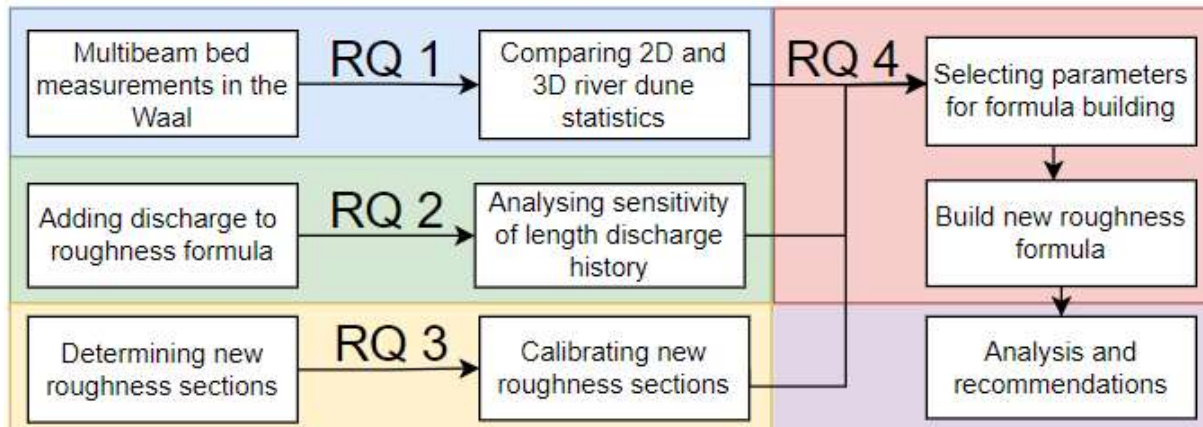 Multibeam bed
measurements in the
Waal
RQ 1
Comparing 2D and
3D river dune
statistics
RQ 4
Selecting parameters
for formula building
Adding discharge to
roughness formula
RQ 2
Analysing sensitivity
of length discharge
history
Build new roughness
formula
Determining new
roughness sections
RQ 3
Calibrating new
roughness sections
Analysis and
recommendations